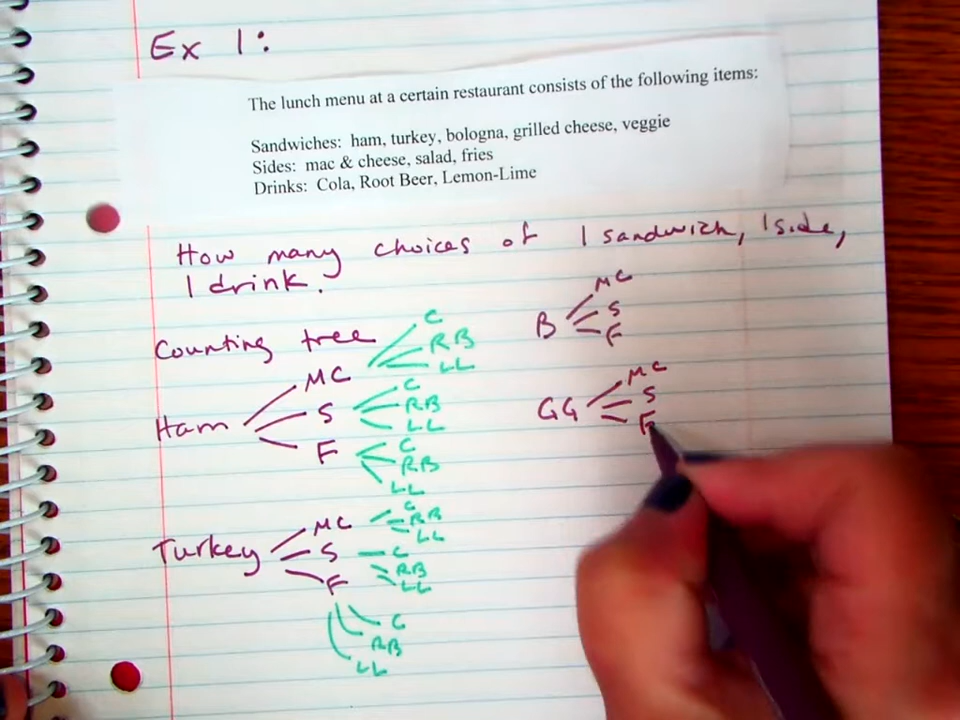 Ex 1:
The lunch menu at a certain restaurant consists of the following items:
Sandwiches: ham, turkey, bologna, grilled cheese, veggie
Sides: mac & cheese, salad, fries
Drinks: Cola, Root Beer, Lemon-Lime
How many choices of 1 sandwich, 1 side,
1 drink.
Counting tree
Ham
MC
C
RB
LL
S
C
RB
LL
F
C
RB
LL
Turkey
MC
C
RB
LL
S
C
RB
LL
F
C
RB
LL
B
MC
S
F
GG
MC
S
F